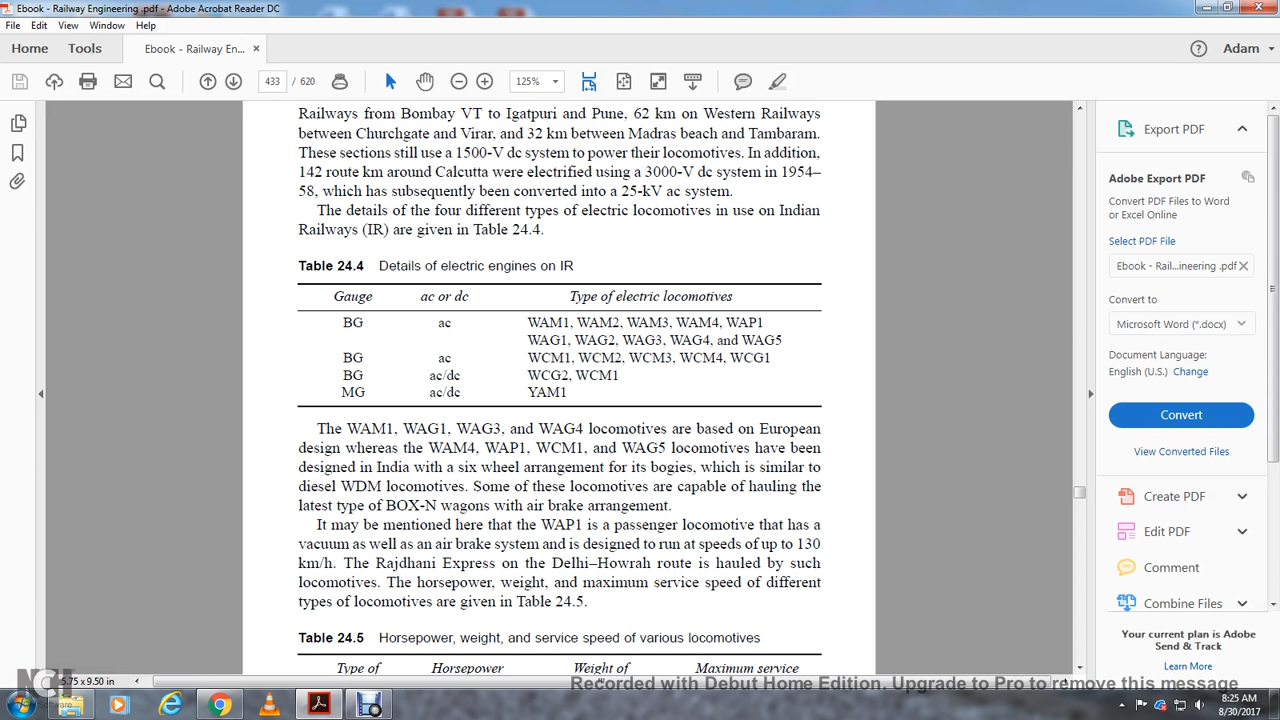 Ebook - Railway Engineering .pdf - Adobe Acrobat Reader DC
File Edit View Window Help
Home Tools Ebook - Railway En... × Adam
433 / 620 125%
Railways from Bombay VT to Igatpuri and Pune, 62 km on Western Railways
between Churchgate and Virar, and 32 km between Madras beach and Tambaram.
These sections still use a 1500-V dc system to power their locomotives. In addition,
142 route km around Calcutta were electrified using a 3000-V dc system in 1954–
58, which has subsequently been converted into a 25-kV ac system.
The details of the four different types of electric locomotives in use on Indian
Railways (IR) are given in Table 24.4.
Table 24.4 Details of electric engines on IR
Gauge ac or dc Type of electric locomotives
BG ac WAM1, WAM2, WAM3, WAM4, WAP1
WAG1, WAG2, WAG3, WAG4, and WAG5
BG ac WCM1, WCM2, WCM3, WCM4, WCG1
BG ac/dc WCG2, WCM1
MG ac/dc YAM1
The WAM1, WAG1, WAG3, and WAG4 locomotives are based on European
design whereas the WAM4, WAP1, WCM1, and WAG5 locomotives have been
designed in India with a six wheel arrangement for its bogies, which is similar to
diesel WDM locomotives. Some of these locomotives are capable of hauling the
latest type of BOX-N wagons with air brake arrangement.
It may be mentioned here that the WAP1 is a passenger locomotive that has a
vacuum as well as an air brake system and is designed to run at speeds of up to 130
km/h. The Rajdhani Express on the Delhi–Howrah route is hauled by such
locomotives. The horsepower, weight, and maximum service speed of different
types of locomotives are given in Table 24.5.
Table 24.5 Horsepower, weight, and service speed of various locomotives
Type of Horsepower Weight of Maximum service
Export PDF
Adobe Export PDF
Convert PDF Files to Word
or Excel Online
Select PDF File
Ebook - Rail...ineering .pdf ×
Convert to
Microsoft Word (*.docx)
Document Language:
English (U.S.) Change
Convert
View Converted Files
Create PDF
Edit PDF
Comment
Combine Files
Your current plan is Adobe
Send & Track
Learn More
5.75 x 9.50 in
NCH
Software
Recorded with Debut Home Edition. Upgrade to Pro to remove this message
8:25 AM
8/30/2017